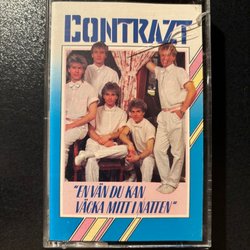 CONTRAZT
"EN VÄN DU KAN
VÄCKA MITT I NATTEN"